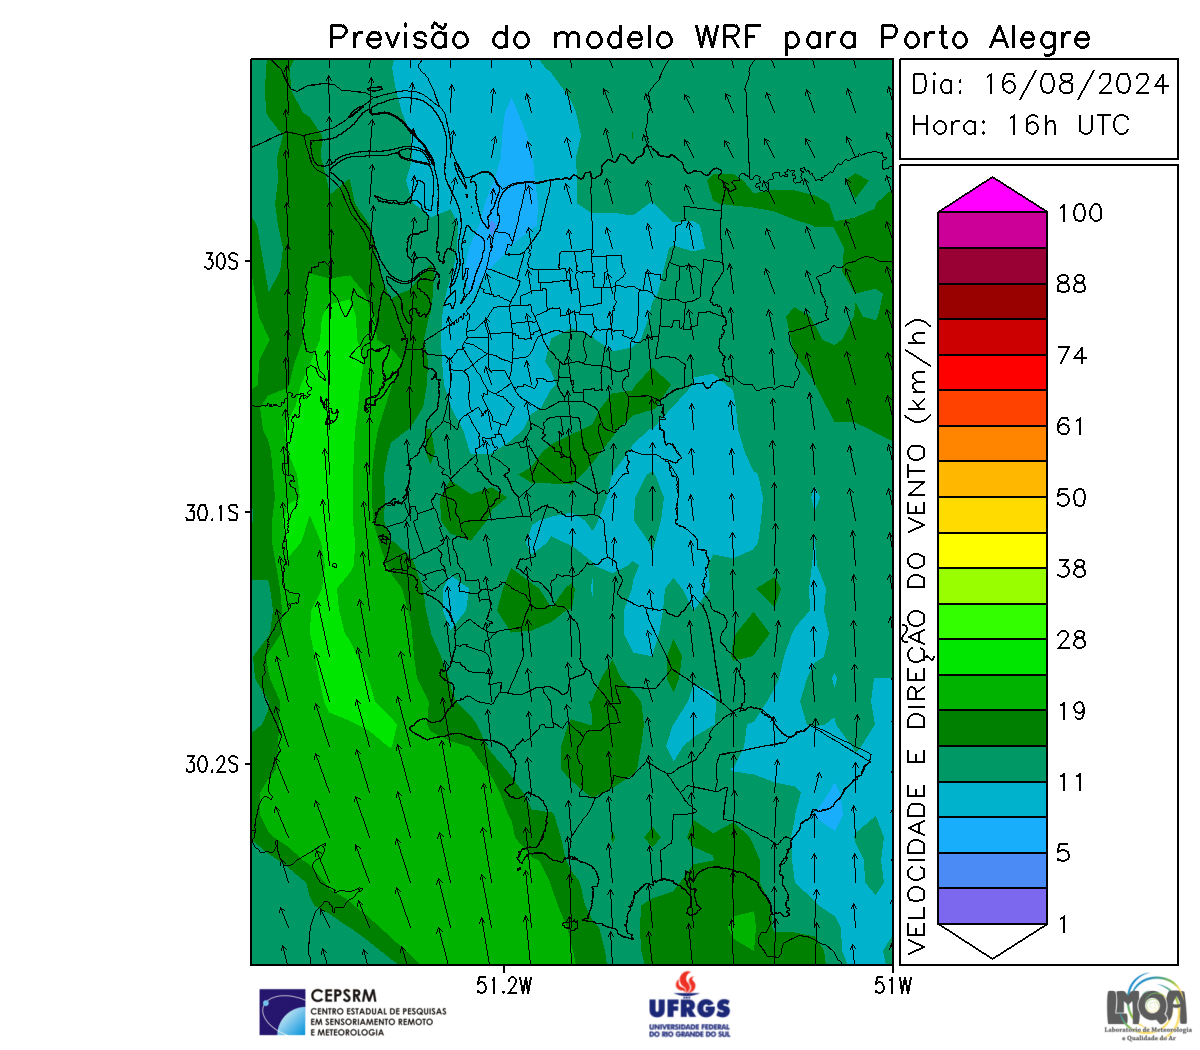 Previsão do modelo WRF para Porto Alegre
Dia: 16/08/2024
Hora: 16h UTC
VELOCIDADE E DIREÇÃO DO VENTO (km/h)
100
88
74
61
50
38
28
19
11
5
1
30S
30.1S
30.2S
51.2W
51W
CEPSRM
CENTRO ESTADUAL DE PESQUISAS
EM SENSORIAMENTO REMOTO
E METEOROLOGIA
UFRGS
UNIVERSIDADE FEDERAL
DO RIO GRANDE DO SUL
LMQA
Laboratório de Meteorologia
e Qualidade do Ar